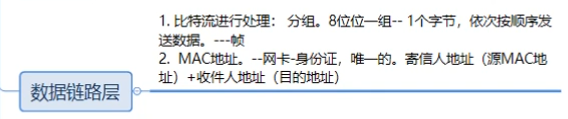 1. 比特流进行处理： 分组。8位位一组-- 1个字节，依次按顺序发
送数据。---帧
2.  MAC地址。--网卡-身份证，唯一的。寄信人地址（源MAC地
址）+收件人地址（目的地址）
数据链路层